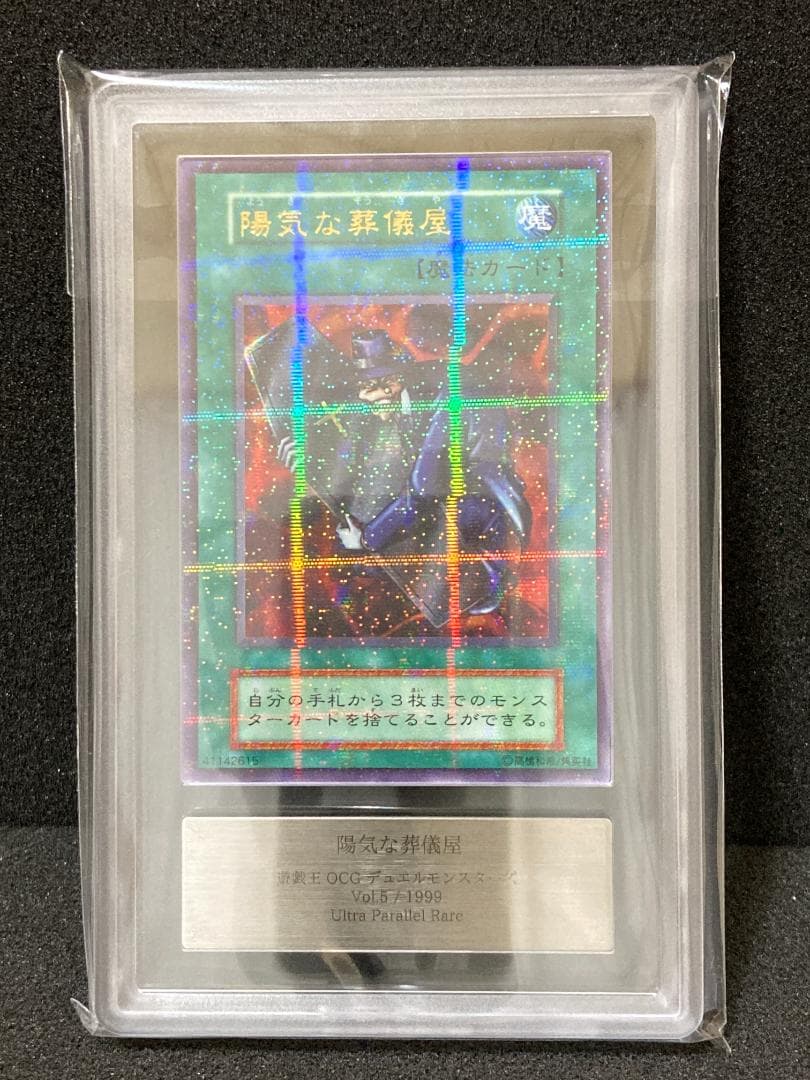 陽気な葬儀屋
魔
【魔法カード】
自分の手札から3枚までのモンス
ターカードを捨てることができる。
41142615
©高橋和希/集英社
陽気な葬儀屋
遊戯王 OCG デュエルモンスターズ
Vol.5 / 1999
Ultra Parallel Rare